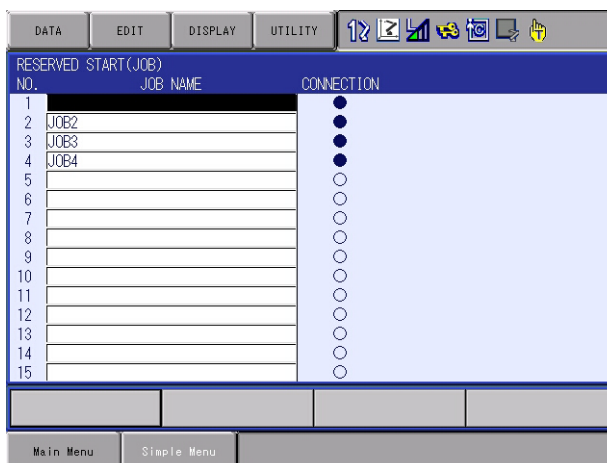 DATA EDIT DISPLAY UTILITY
RESERVED START(JOB)
NO. JOB NAME CONNECTION
1
2 JOB2
3 JOB3
4 JOB4
5
6
7
8
9
10
11
12
13
14
15
Main Menu Simple Menu